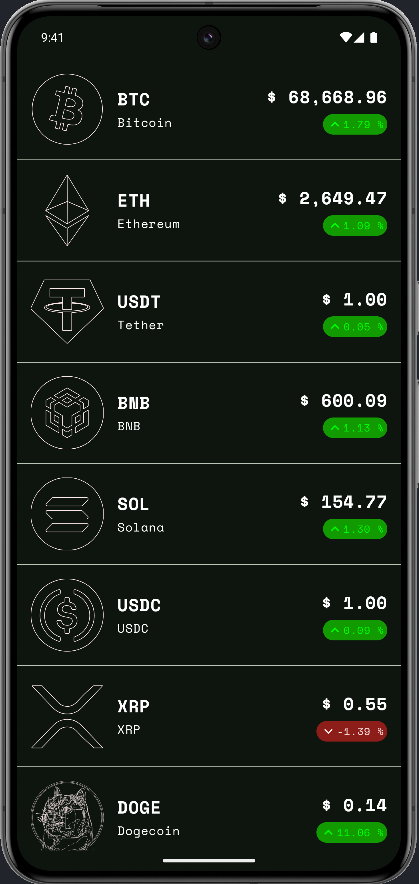 9:41
BTC $ 68,668.96
Bitcoin 1.79 %
ETH $ 2,649.47
Ethereum 1.09 %
USDT $ 1.00
Tether 0.05 %
BNB $ 600.09
BNB 1.13 %
SOL $ 154.77
Solana 1.30 %
USDC $ 1.00
USDC 0.09 %
XRP $ 0.55
XRP -1.39 %
DOGE $ 0.14
Dogecoin 11.06 %